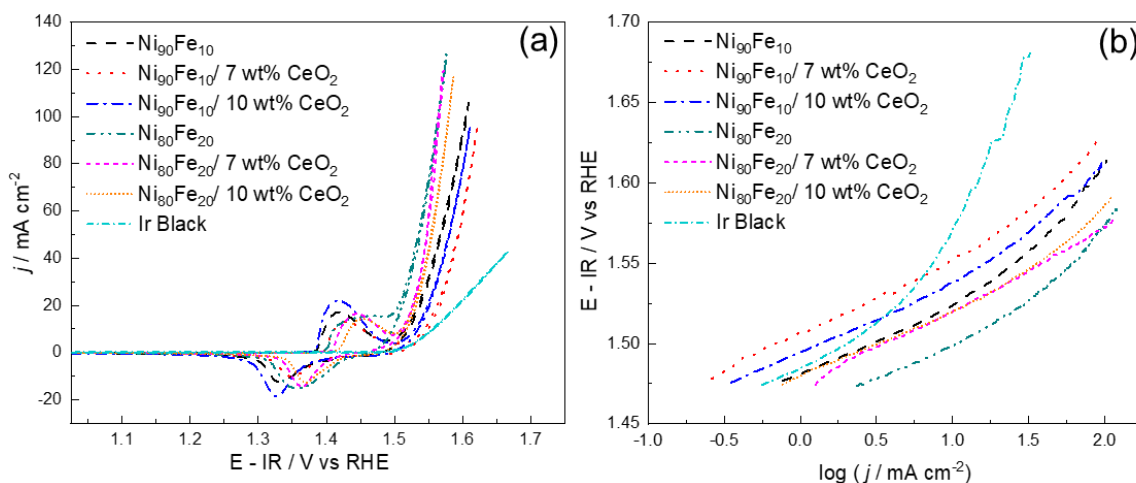 (a)
Ni90Fe10
Ni90Fe10/ 7 wt% CeO2
Ni90Fe10/ 10 wt% CeO2
Ni80Fe20
Ni80Fe20/ 7 wt% CeO2
Ni80Fe20/ 10 wt% CeO2
Ir Black
140
120
100
80
60
40
20
0
-20
j / mA cm-2
1.1 1.2 1.3 1.4 1.5 1.6 1.7
E - IR / V vs RHE
(b)
Ni90Fe10
Ni90Fe10/ 7 wt% CeO2
Ni90Fe10/ 10 wt% CeO2
Ni80Fe20
Ni80Fe20/ 7 wt% CeO2
Ni80Fe20/ 10 wt% CeO2
Ir Black
1.70
1.65
1.60
1.55
1.50
1.45
E - IR / V vs RHE
-1.0 -0.5 0.0 0.5 1.0 1.5 2.0
log (j / mA cm-2)